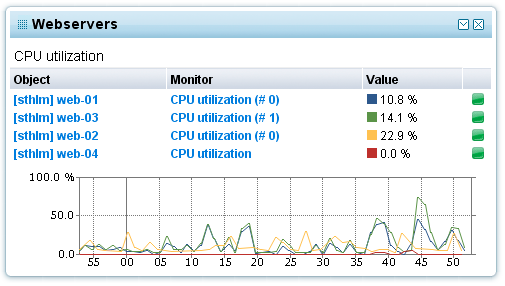 Webservers
CPU utilization
Object Monitor Value
[sthlm] web-01 CPU utilization (# 0) 10.8 %
[sthlm] web-03 CPU utilization (# 1) 14.1 %
[sthlm] web-02 CPU utilization (# 0) 22.9 %
[sthlm] web-04 CPU utilization 0.0 %
100.0 %
50.0
0.0
55 00 05 10 15 20 25 30 35 40 45 50